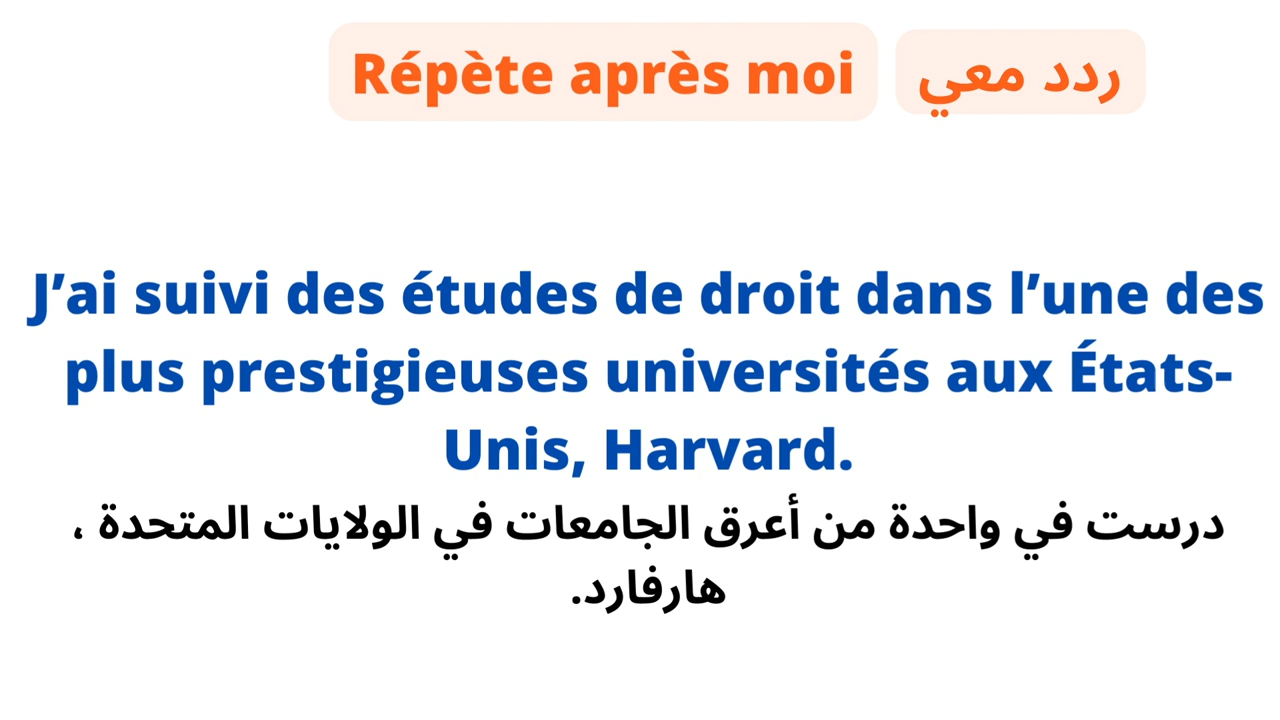 Répète après moi ردد معي
J’ai suivi des études de droit dans l’une des
plus prestigieuses universités aux États-
Unis, Harvard.
درست في واحدة من أعرق الجامعات في الولايات المتحدة ،
هارفارد.